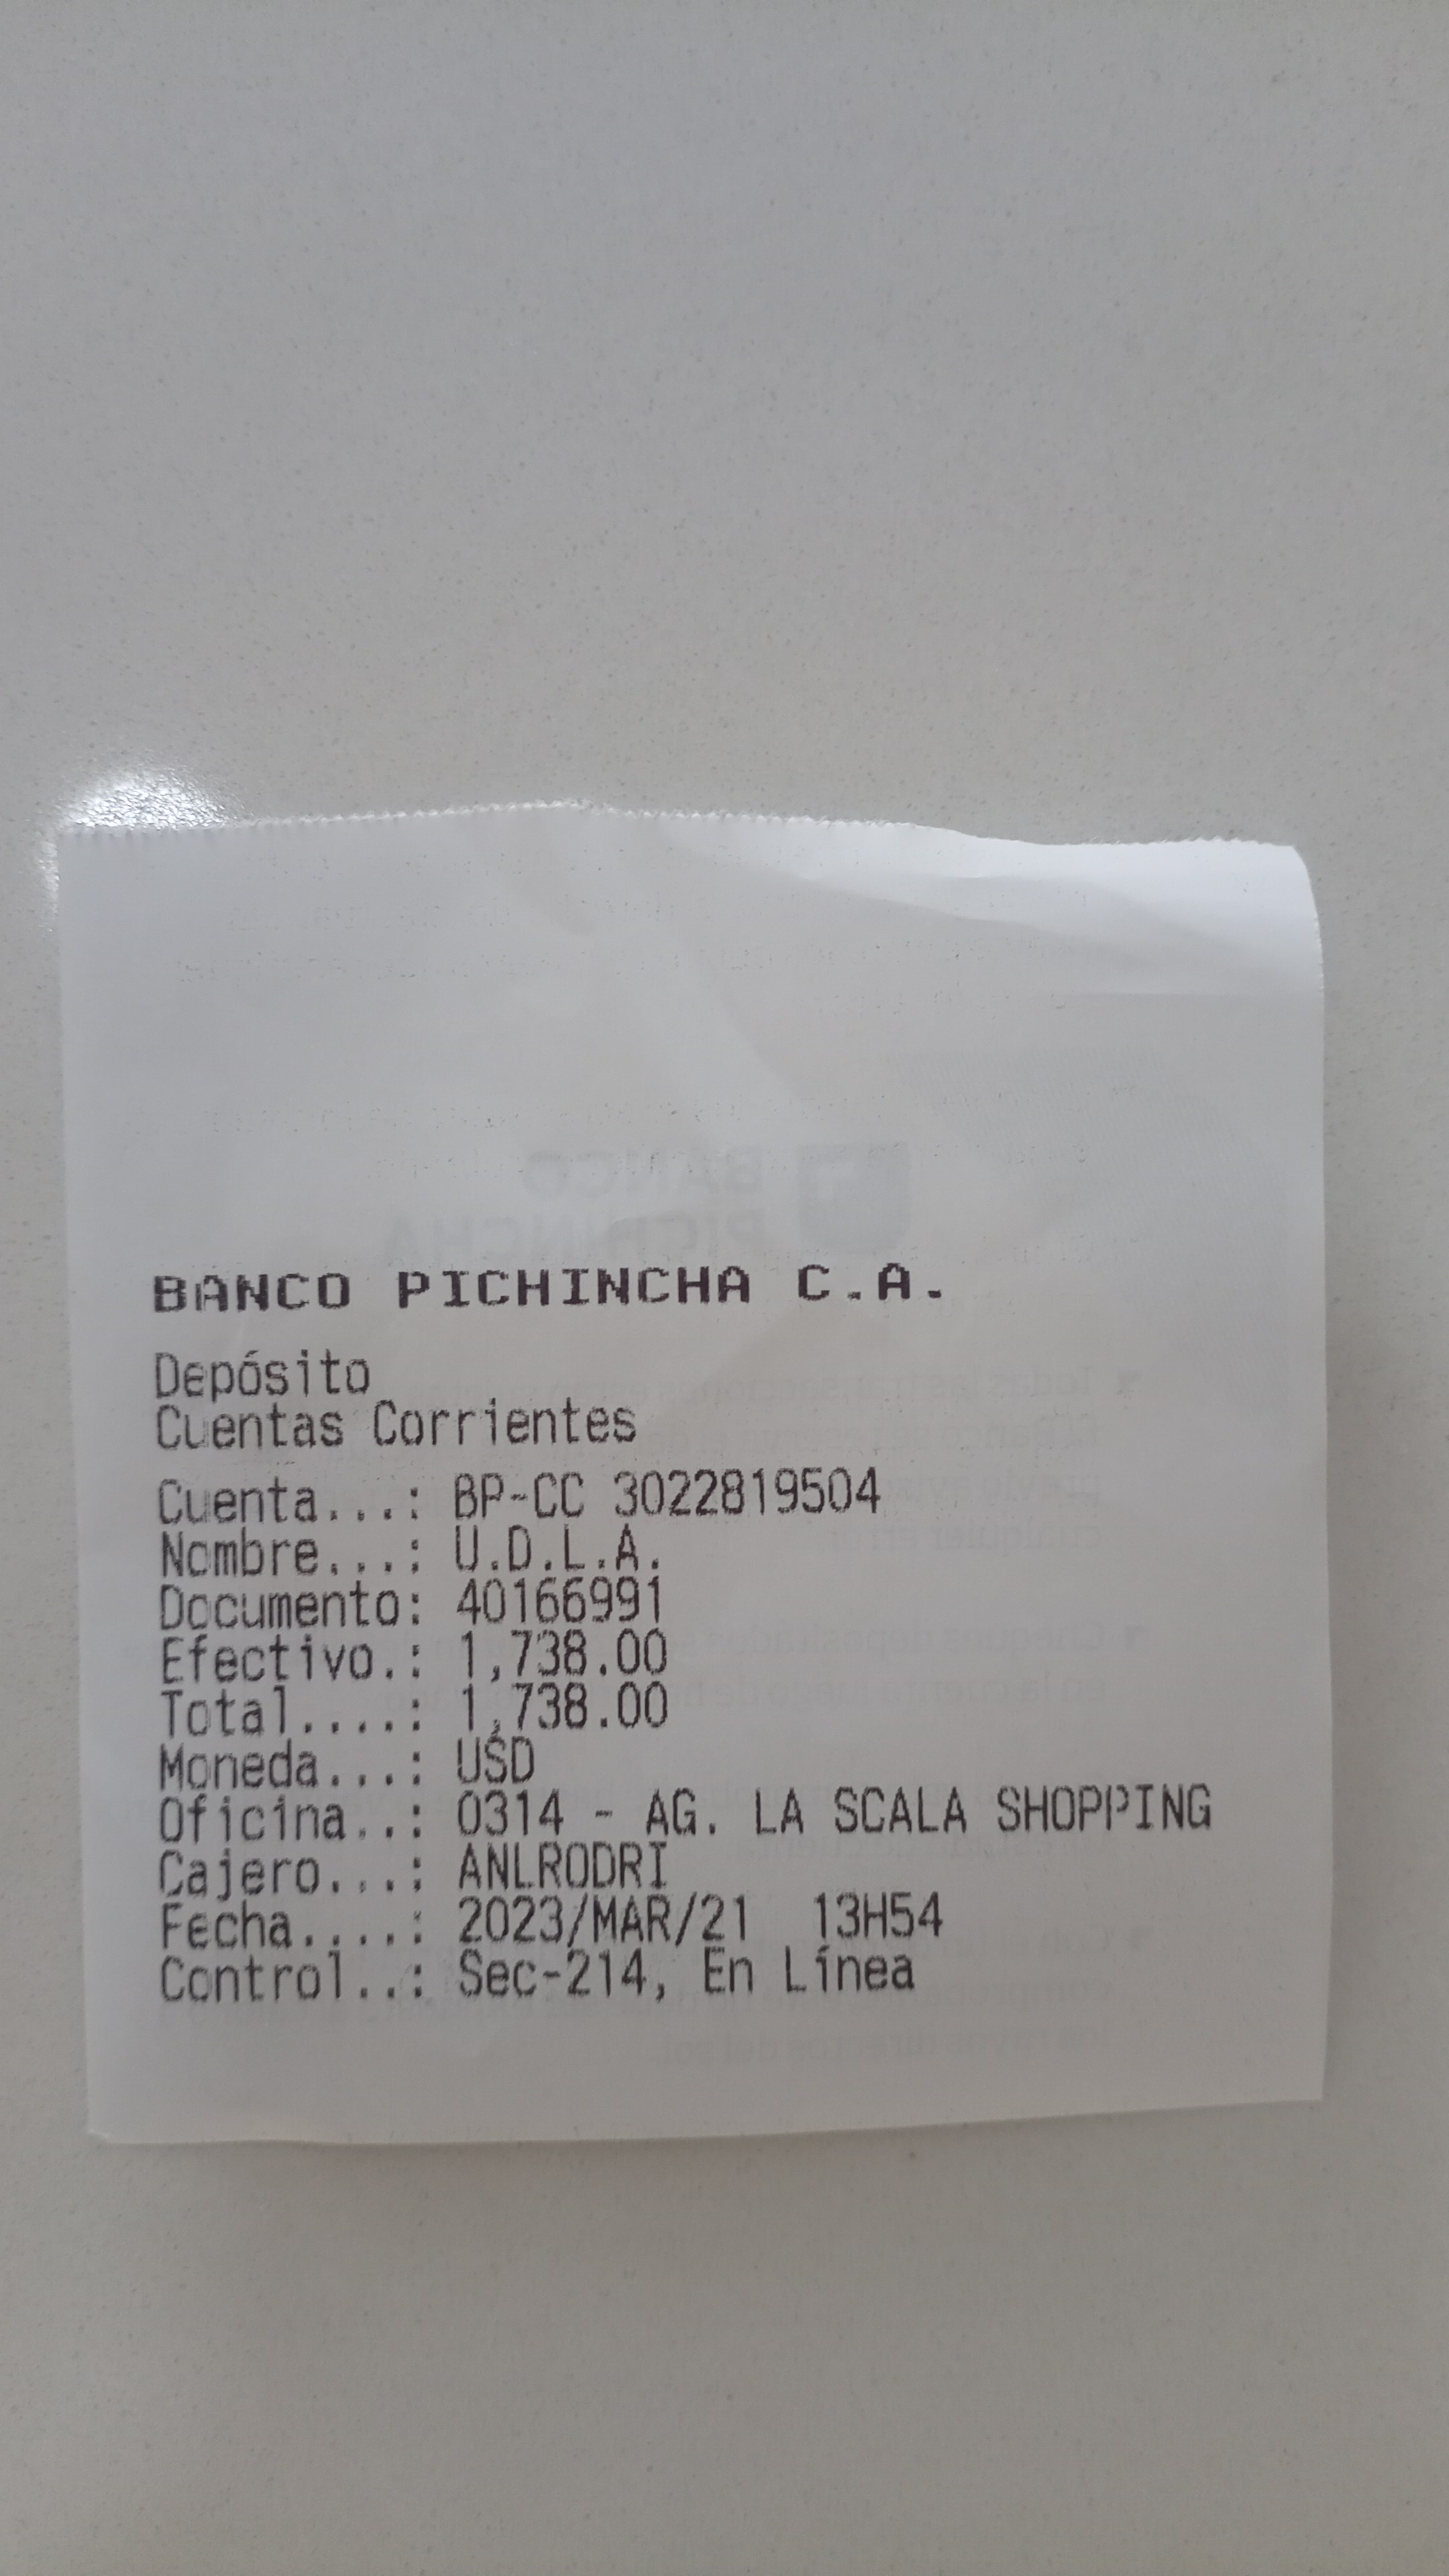 BANCO PICHINCHA C.A.
Depósito
Cuentas Corrientes
Cuenta...: BP-CC 3022819504
Nombre...: U.D.L.A.
Documento: 40166991
Efectivo.: 1,738.00
Total....: 1,738.00
Moneda...: USD
Oficina..: 0314 - AG. LA SCALA SHOPPING
Cajero...: ANLRODRI
Fecha....: 2023/MAR/21 13H54
Control..: Sec-214, En Línea